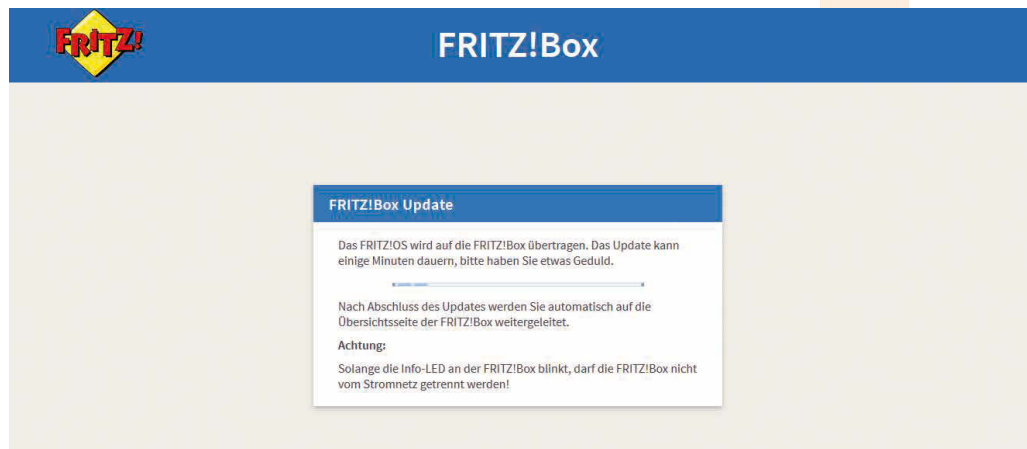 FRITZ!
FRITZ!Box
FRITZ!Box Update
Das FRITZ!OS wird auf die FRITZ!Box übertragen. Das Update kann
einige Minuten dauern, bitte haben Sie etwas Geduld.
Nach Abschluss des Updates werden Sie automatisch auf die
Übersichtsseite der FRITZ!Box weitergeleitet.
Achtung:
Solange die Info-LED an der FRITZ!Box blinkt, darf die FRITZ!Box nicht
vom Stromnetz getrennt werden!